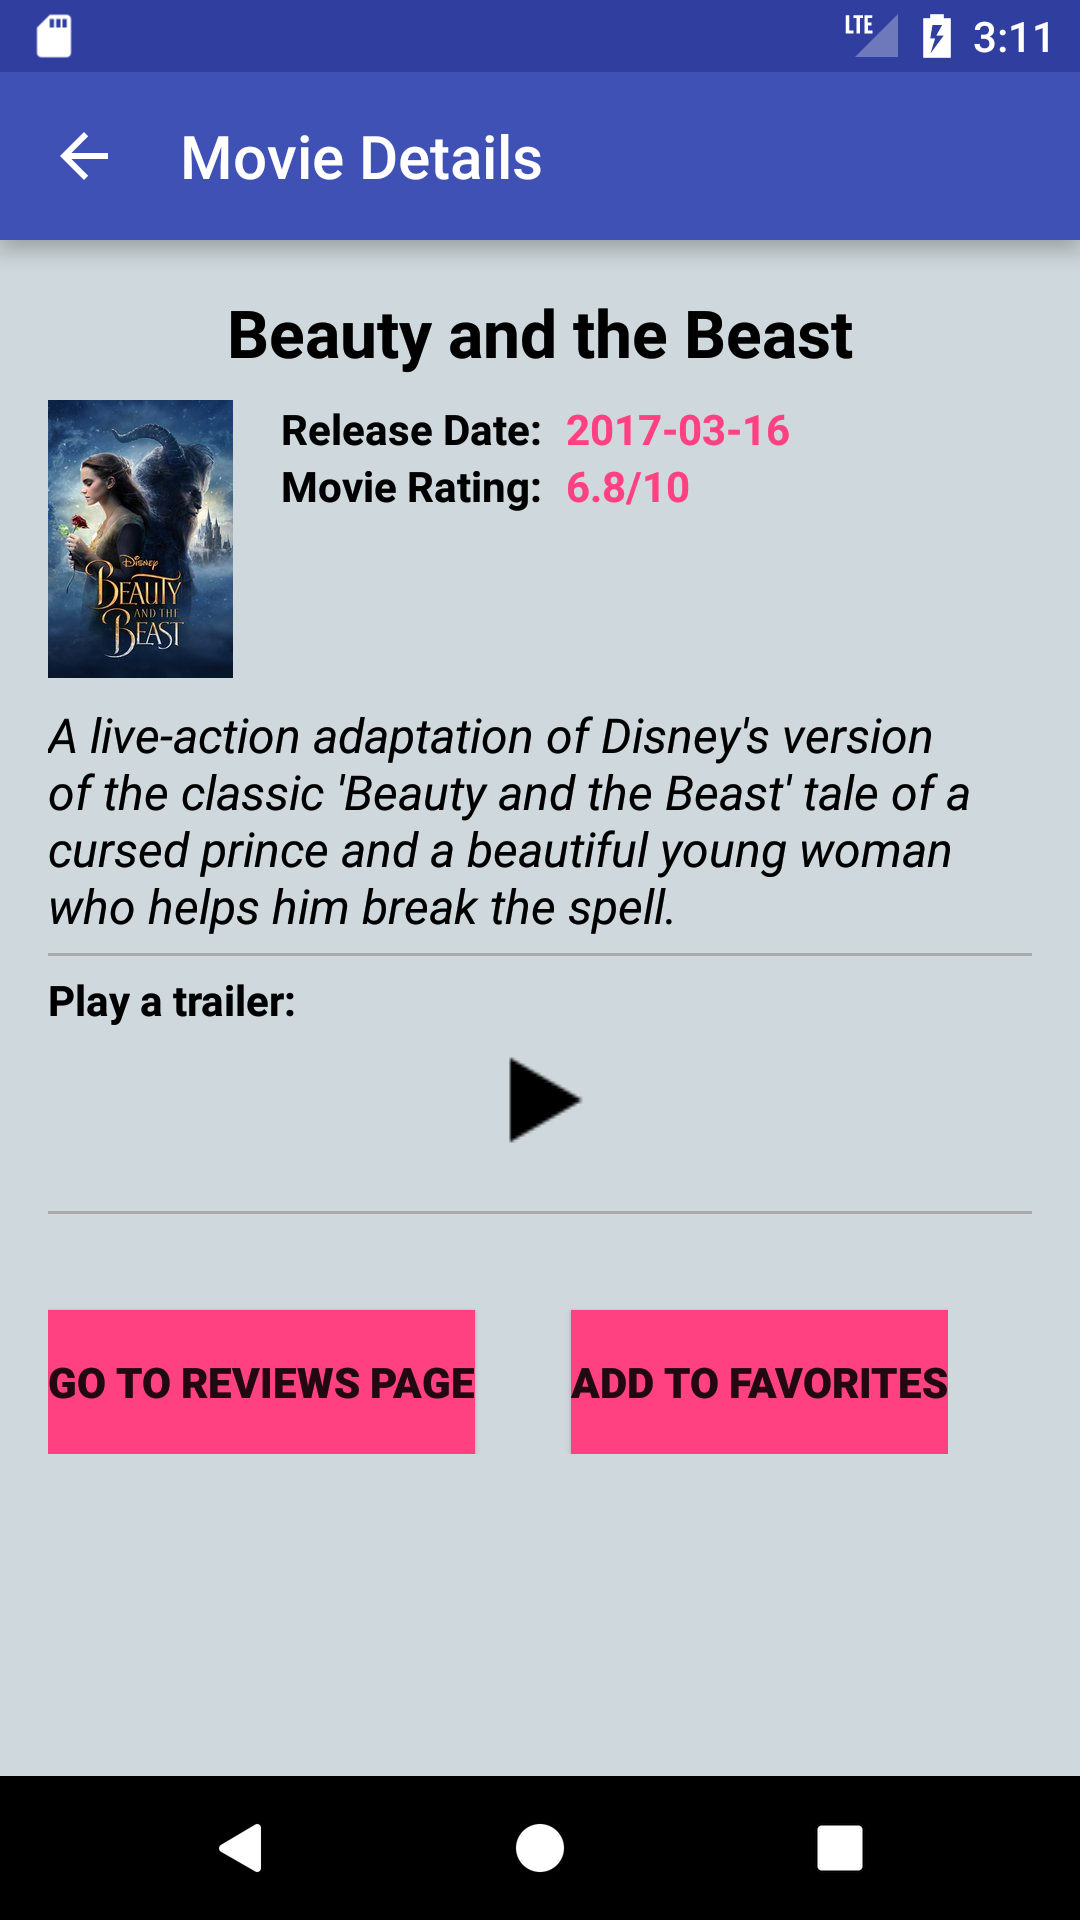 LTE 3:11
Movie Details
Beauty and the Beast
Release Date: 2017-03-16
Movie Rating: 6.8/10
Disney
BEAUTY
AND THE
BEAST
A live-action adaptation of Disney's version
of the classic 'Beauty and the Beast' tale of a
cursed prince and a beautiful young woman
who helps him break the spell.
Play a trailer:
GO TO REVIEWS PAGE ADD TO FAVORITES